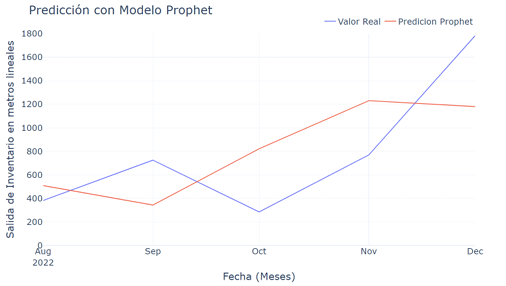 Predicción con Modelo Prophet
Valor Real
Predicion Prophet
Salida de Inventario en metros lineales
1800
1600
1400
1200
1000
800
600
400
200
0
Aug
2022
Sep
Oct
Nov
Dec
Fecha (Meses)